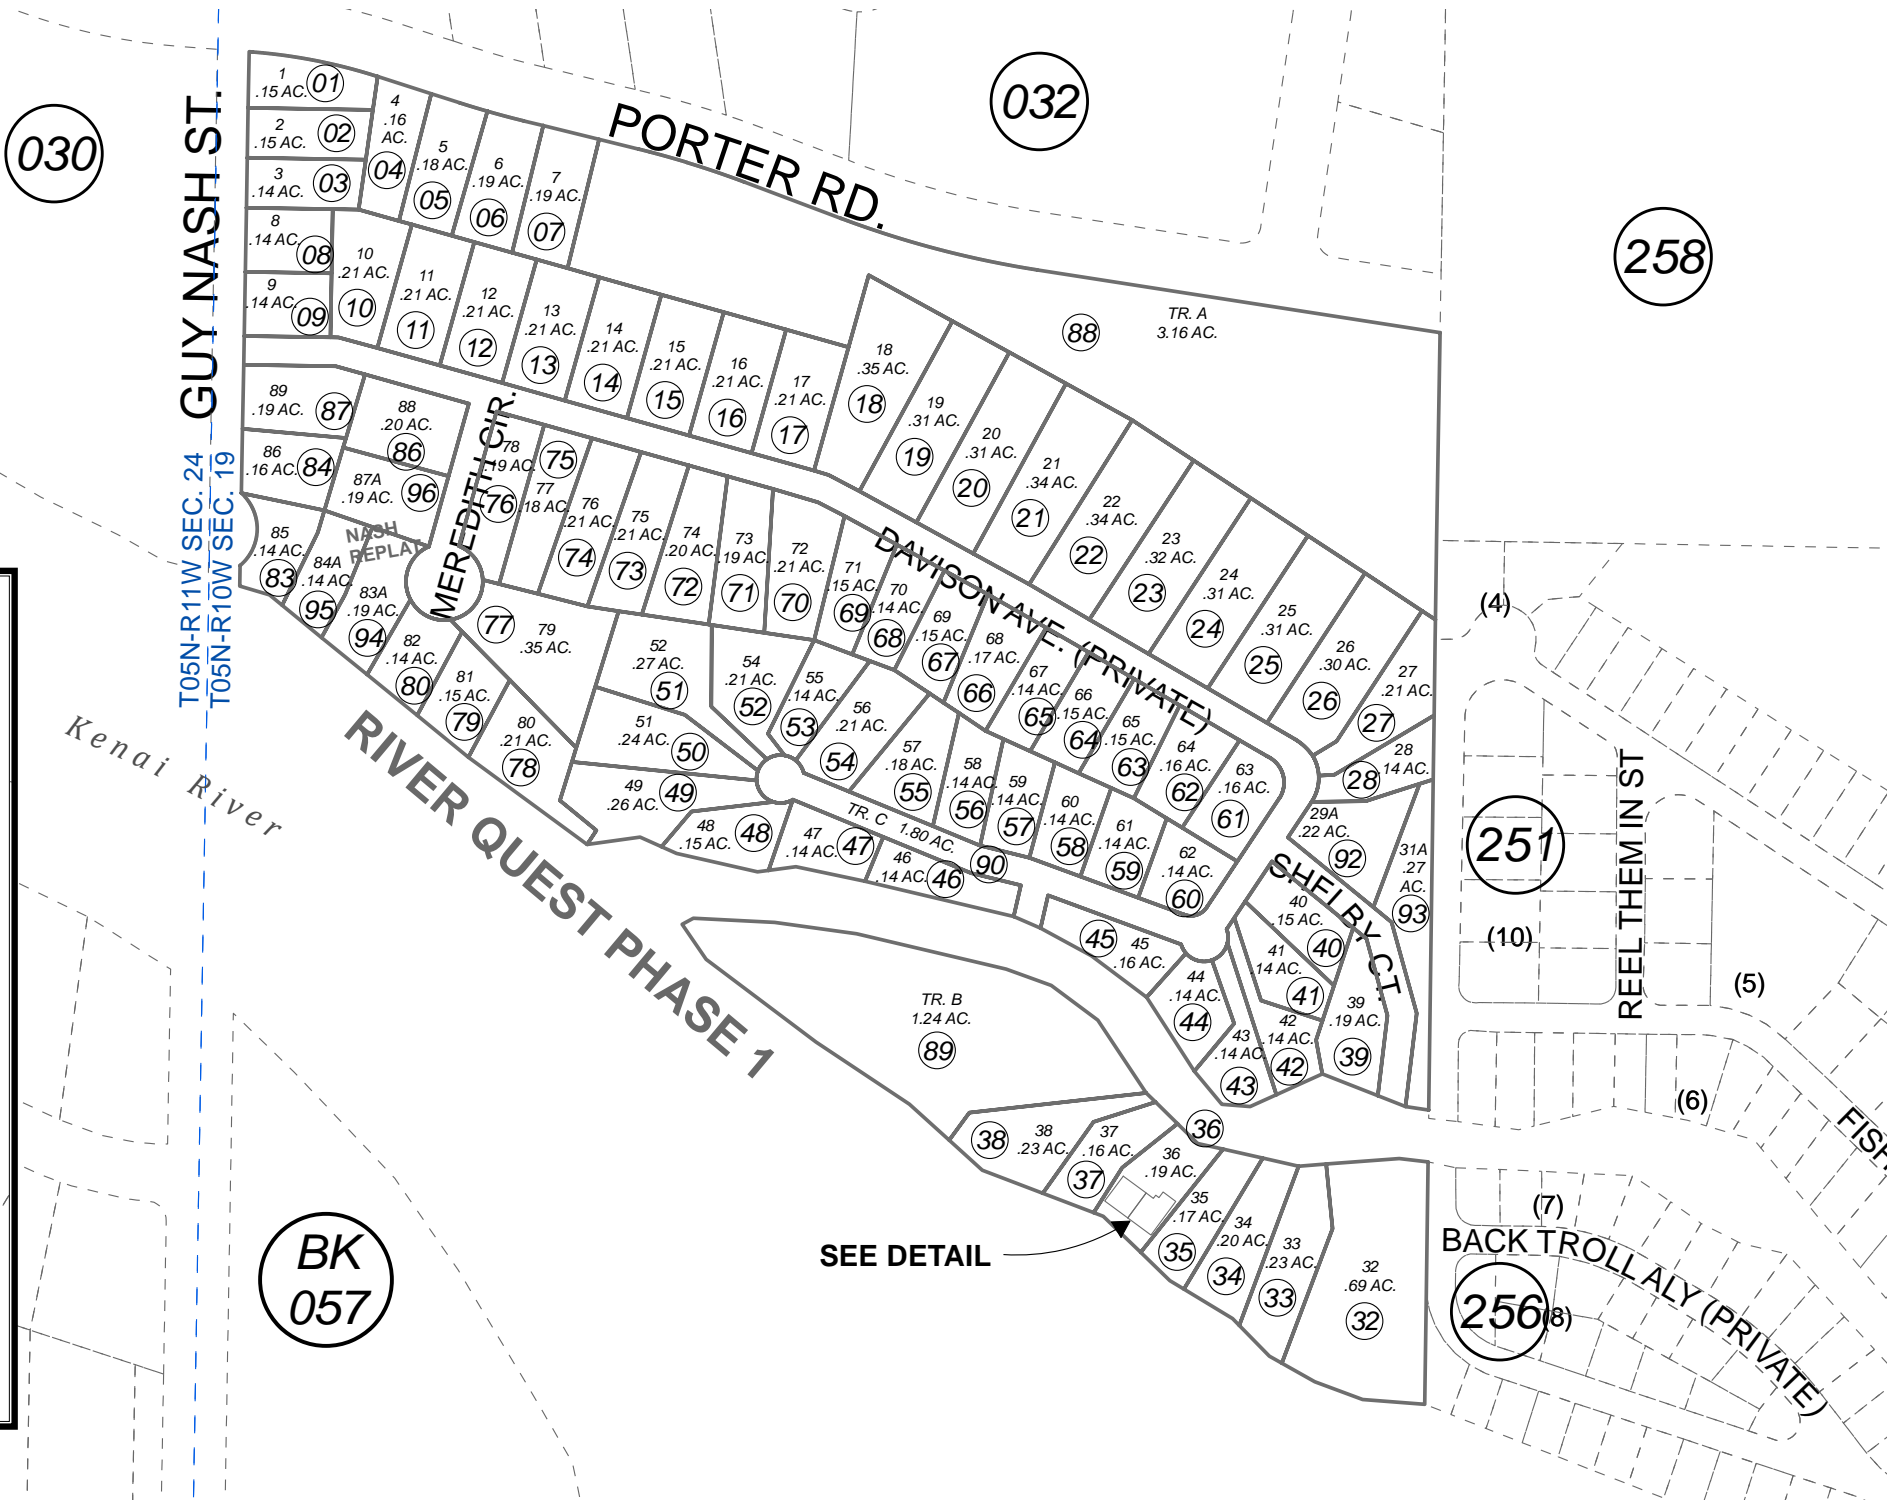 PORTER RD.
GUY NASH ST.
030
032
258
251
256
BK
057
T05N-R11W SEC. 24
T05N-R10W SEC. 19
Kenai River
RIVER QUEST PHASE 1
MEREDITH CIR.
NASH
REPLAT
DAVISON AVE. (PRIVATE)
SHELBY CT.
REEL THEM IN ST
BACK TROLL ALY (PRIVATE)
FISH
SEE DETAIL
(4)
(10)
(5)
(6)
(7)
(8)
1
.15 AC.
01
2
.15 AC.
02
3
.14 AC.
03
4
.16
AC.
04
5
.18 AC.
05
6
.19 AC.
06
7
.19 AC.
07
8
.14 AC.
08
9
.14 AC.
09
10
.21 AC.
10
11
.21 AC.
11
12
.21 AC.
12
13
.21 AC.
13
14
.21 AC.
14
15
.21 AC.
15
16
.21 AC.
16
17
.21 AC.
17
18
.35 AC.
18
19
.31 AC.
19
20
.31 AC.
20
21
.34 AC.
21
22
.34 AC.
22
23
.32 AC.
23
24
.31 AC.
24
25
.31 AC.
25
26
.30 AC.
26
27
.21 AC.
27
28
.14 AC.
28
TR. A
3.16 AC.
88
89
.19 AC.
87
88
.20 AC.
86
86
.16 AC.
84
87A
.19 AC.
96
85
.14 AC.
83
84A
.14 AC.
95
83A
.19 AC.
94
82
.14 AC.
80
81
.15 AC.
79
80
.21 AC.
78
79
.35 AC.
77
78
.19 AC.
76
77
.18 AC.
75
76
.21 AC.
74
75
.21 AC.
73
74
.20 AC.
72
73
.19 AC.
71
72
.21 AC.
70
71
.15 AC.
69
70
.14 AC.
68
69
.15 AC.
67
68
.17 AC.
66
67
.14 AC.
65
66
.15 AC.
64
65
.15 AC.
63
64
.16 AC.
62
63
.16 AC.
61
52
.27 AC.
51
51
.24 AC.
50
49
.26 AC.
49
48
.15 AC.
48
47
.14 AC.
47
46
.14 AC.
46
54
.21 AC.
52
55
.14 AC.
53
56
.21 AC.
54
57
.18 AC.
55
58
.14 AC.
56
59
.14 AC.
57
60
.14 AC.
58
61
.14 AC.
59
62
.14 AC.
60
TR. C 1.80 AC.
90
29A
.22 AC.
92
31A
.27
AC.
93
45
.16 AC.
45
44
.14 AC.
44
43
.14 AC.
43
42
.14 AC.
42
41
.14 AC.
41
40
.15 AC.
40
39
.19 AC.
39
TR. B
1.24 AC.
89
38
.23 AC.
38
37
.16 AC.
37
36
.19 AC.
36
35
.17 AC.
35
34
.20 AC.
34
33
.23 AC.
33
32
.69 AC.
32